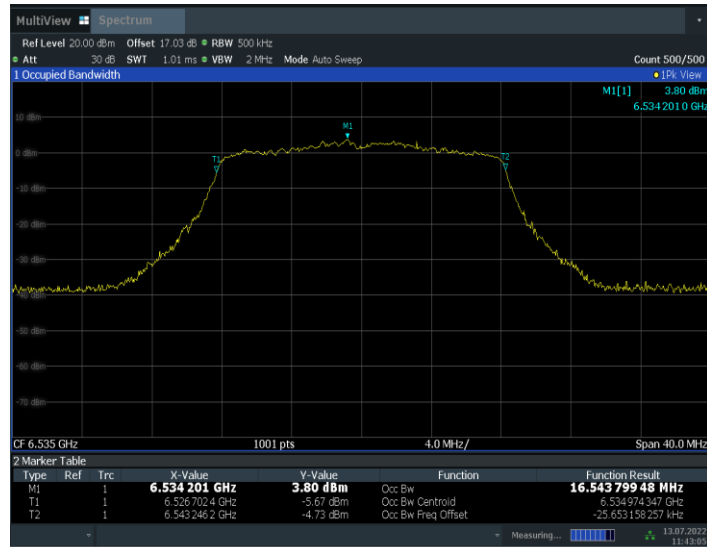 MultiView Spectrum
Ref Level 20.00 dBm Offset 17.03 dB RBW 500 kHz
Att 30 dB SWT 1.01 ms VBW 2 MHz Mode Auto Sweep Count 500/500
1 Occupied Bandwidth 1Pk View
M1[1] 3.80 dBm
6.5342010 GHz
10 dBm
M1
0 dBm
T1 T2
-10 dBm
-20 dBm
-30 dBm
-40 dBm
-50 dBm
-60 dBm
-70 dBm
CF 6.535 GHz 1001 pts 4.0 MHz/ Span 40.0 MHz
2 Marker Table
Type Ref Trc X-Value Y-Value Function Function Result
M1 1 6.534 201 GHz 3.80 dBm Occ Bw 16.543 799 48 MHz
T1 1 6.526 702 4 GHz -5.67 dBm Occ Bw Centroid 6.534 974 347 GHz
T2 1 6.543 246 2 GHz -4.73 dBm Occ Bw Freq Offset -25.653 158 257 kHz
Measuring... 13.07.2022
11:43:05